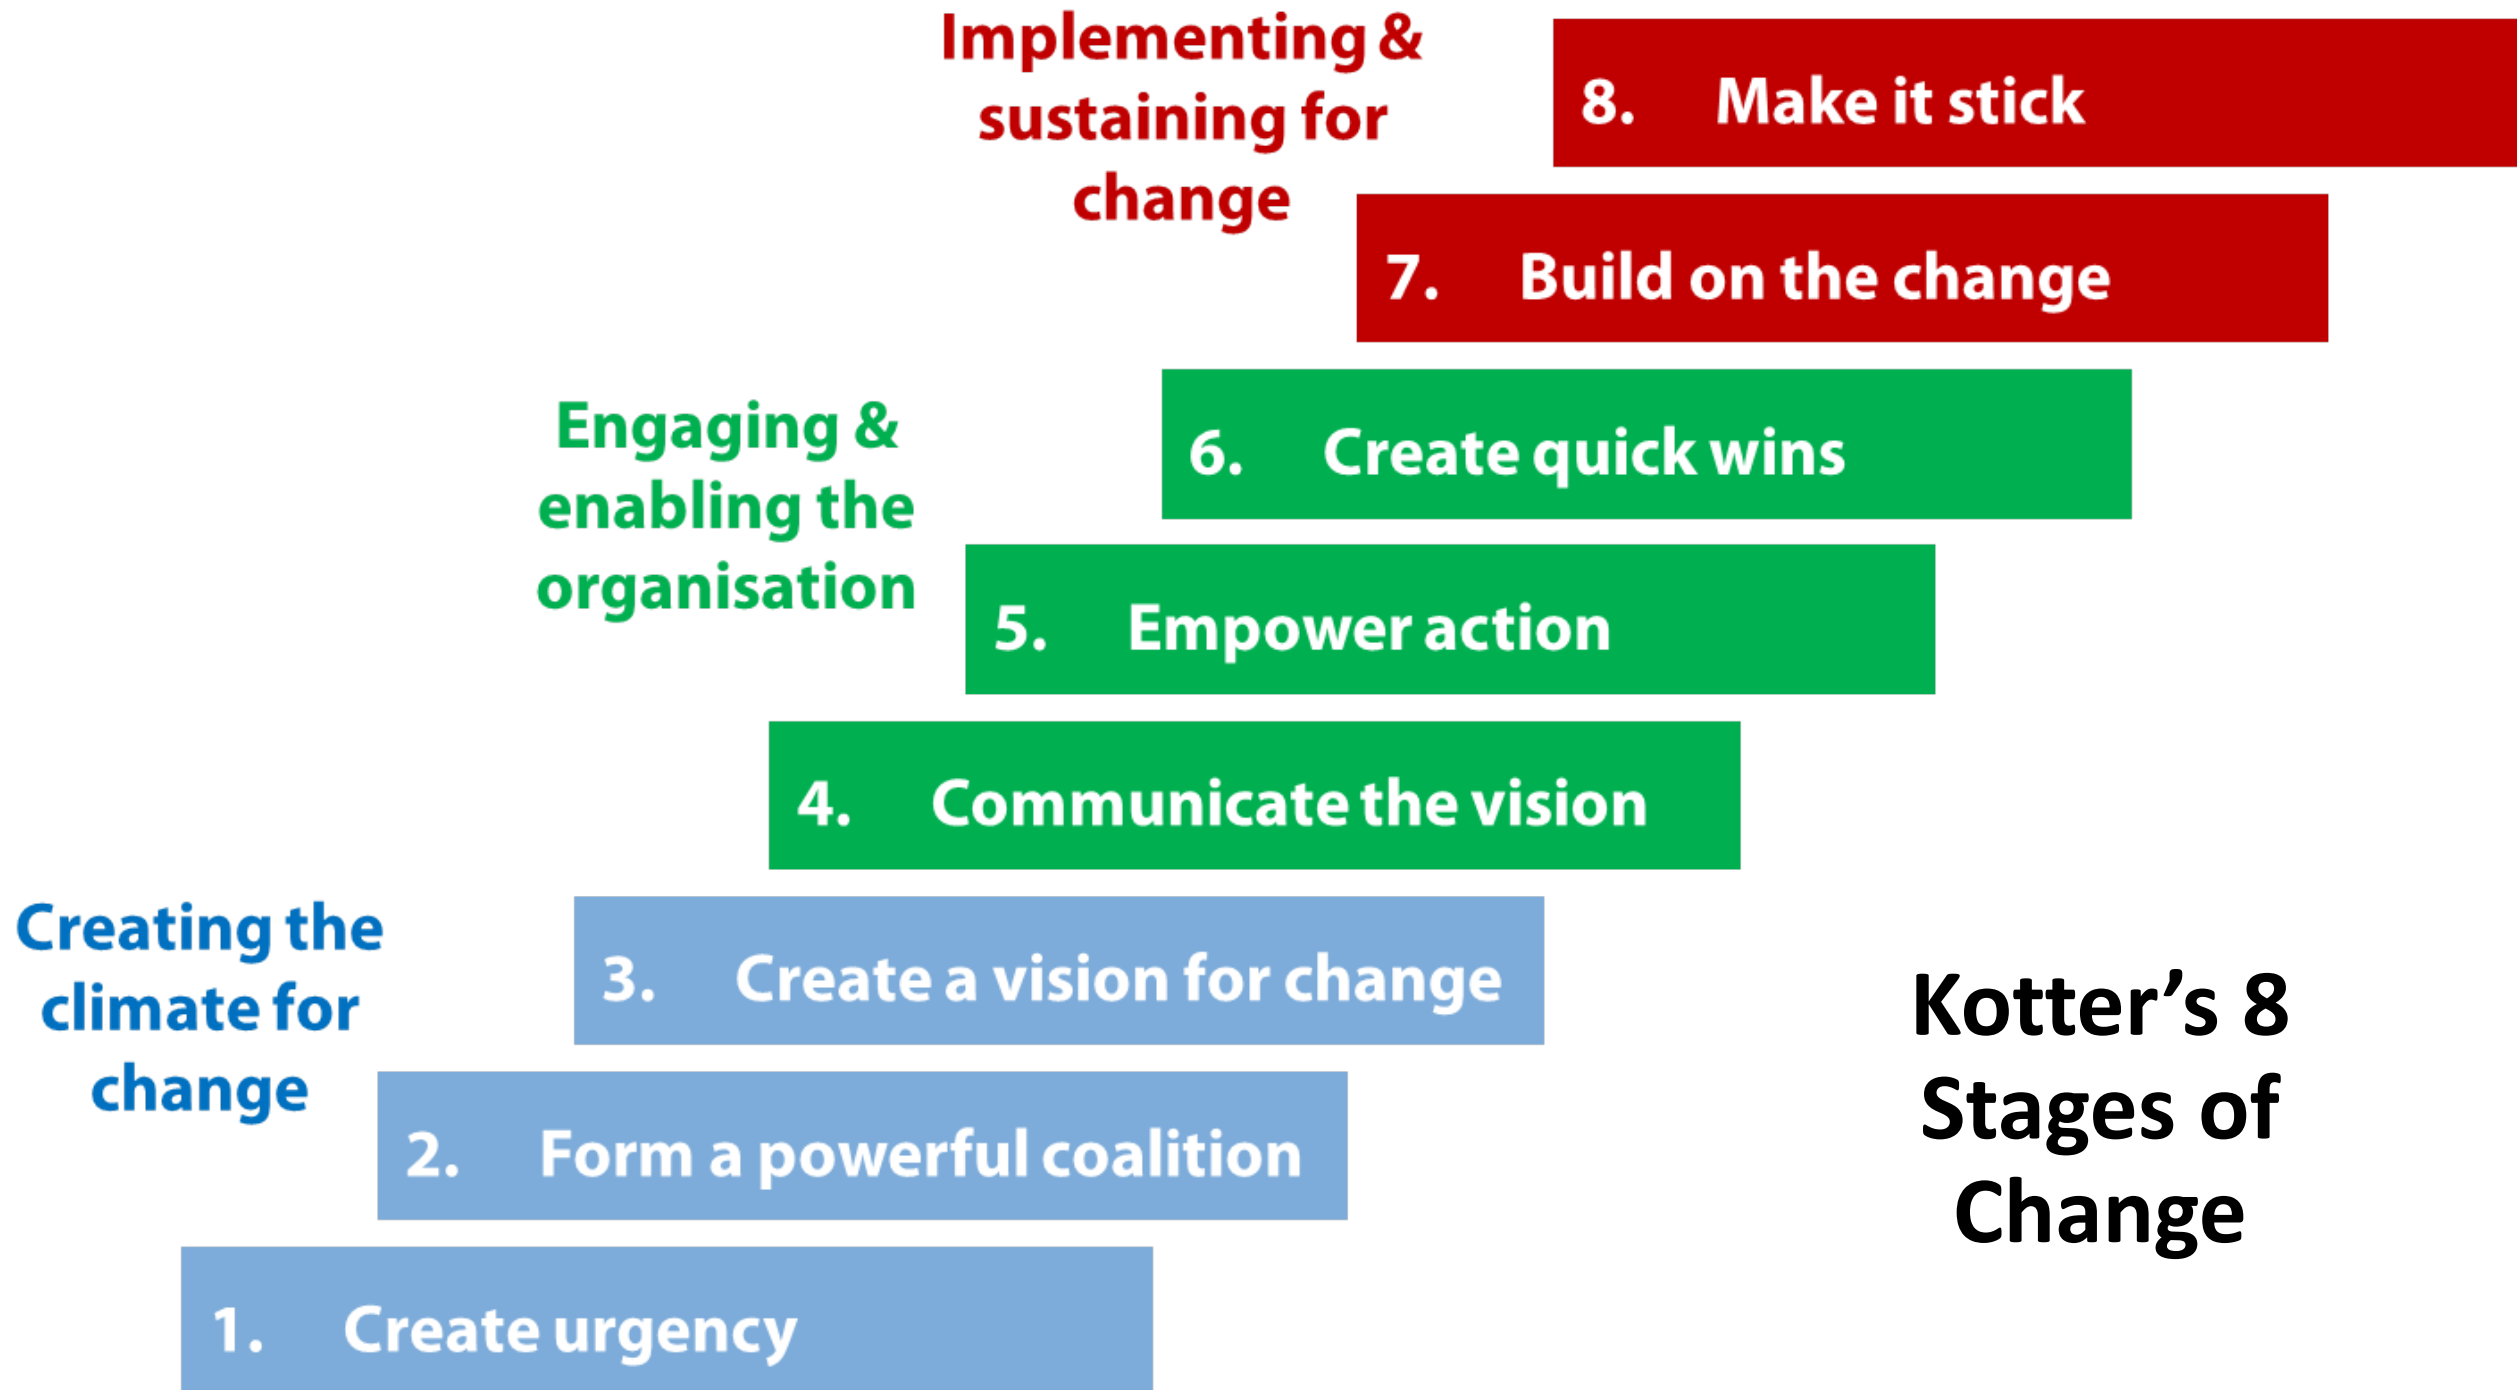 Implementing &
sustaining for
change
8. Make it stick
7. Build on the change
Engaging &
enabling the
organisation
6. Create quick wins
5. Empower action
4. Communicate the vision
Creating the
climate for
change
3. Create a vision for change
2. Form a powerful coalition
1. Create urgency
Kotter’s 8
Stages of
Change